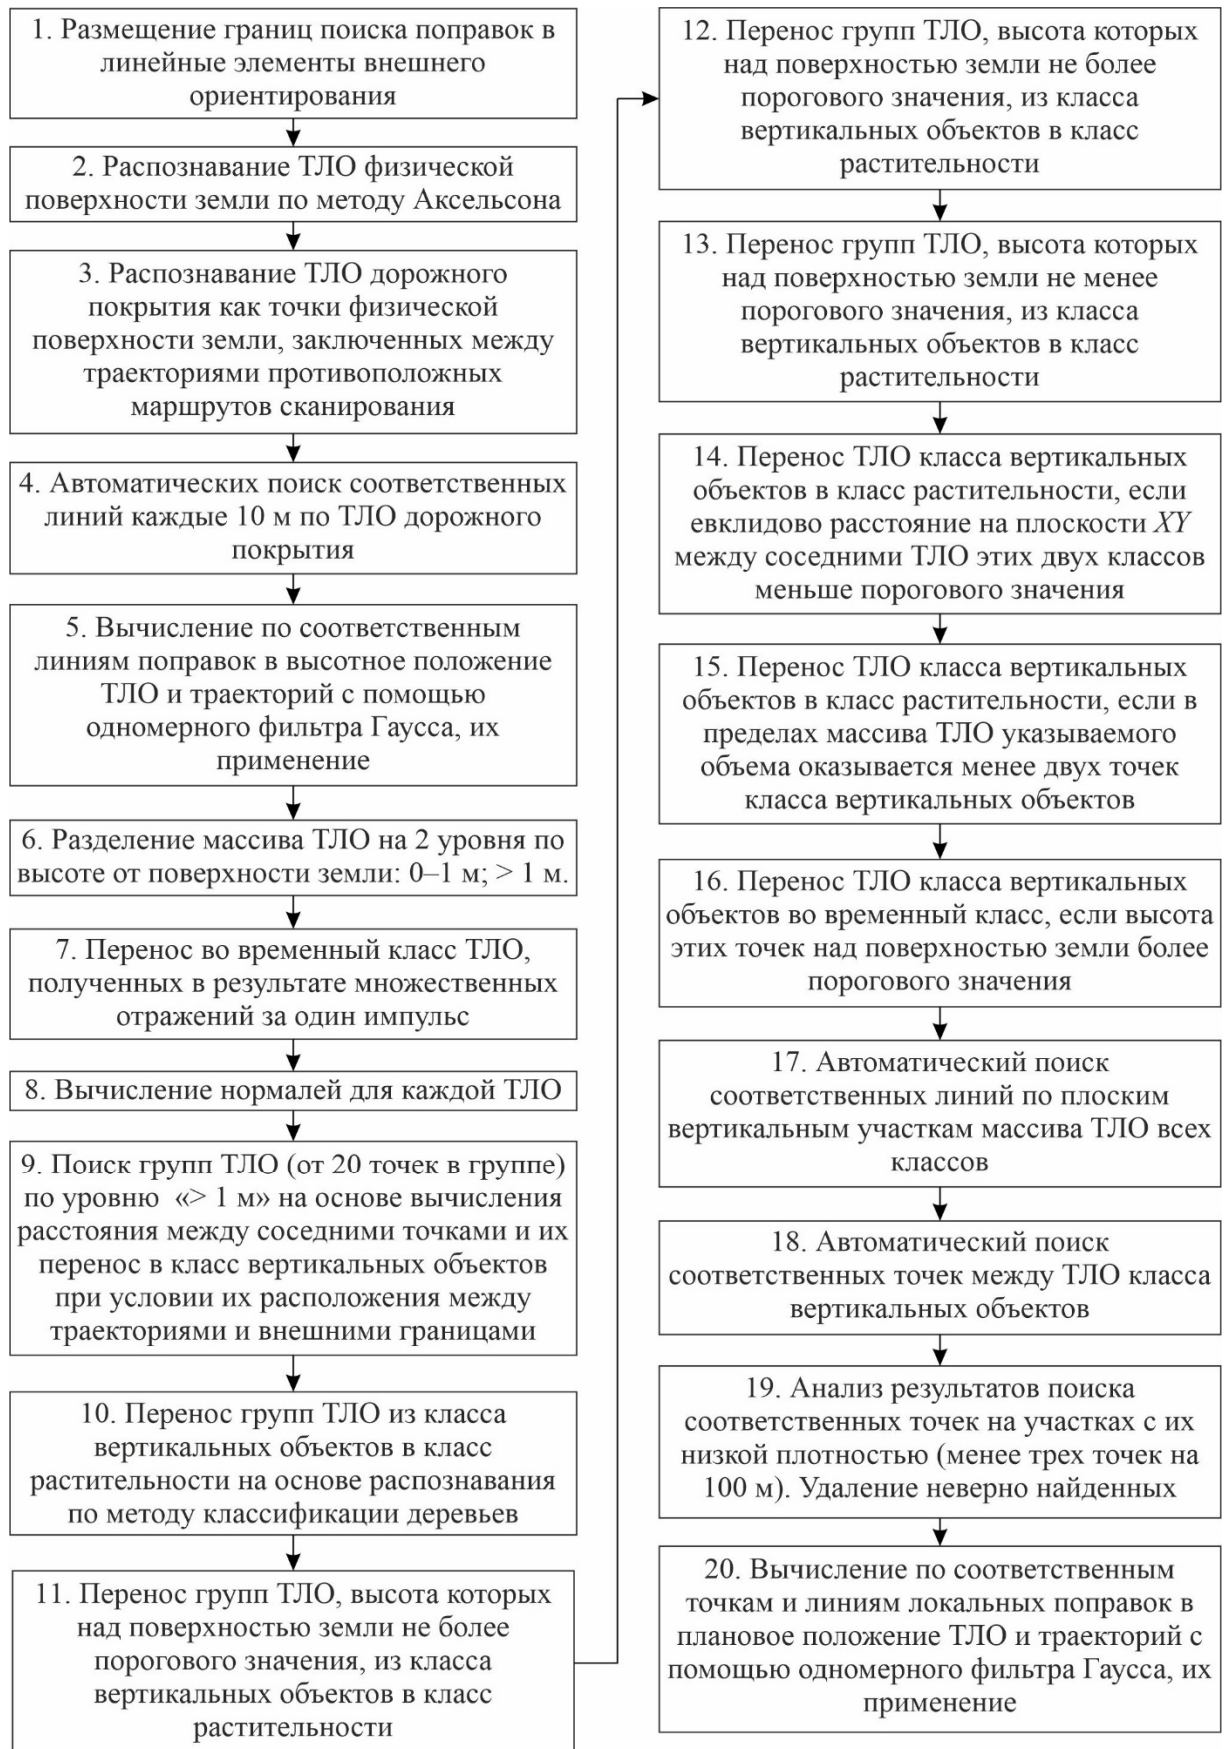 1. Размещение границ поиска поправок в
линейные элементы внешнего
ориентирования
2. Распознавание ТЛО физической
поверхности земли по методу Аксельсона
3. Распознавание ТЛО дорожного
покрытия как точки физической
поверхности земли, заключенных между
траекториями противоположных
маршрутов сканирования
4. Автоматических поиск соответственных
линий каждые 10 м по ТЛО дорожного
покрытия
5. Вычисление по соответственным
линиям поправок в высотное положение
ТЛО и траекторий с помощью
одномерного фильтра Гаусса, их
применение
6. Разделение массива ТЛО на 2 уровня по
высоте от поверхности земли: 0–1 м; > 1 м.
7. Перенос во временный класс ТЛО,
полученных в результате множественных
отражений за один импульс
8. Вычисление нормалей для каждой ТЛО
9. Поиск групп ТЛО (от 20 точек в группе)
по уровню «> 1 м» на основе вычисления
расстояния между соседними точками и их
перенос в класс вертикальных объектов
при условии их расположения между
траекториями и внешними границами
10. Перенос групп ТЛО из класса
вертикальных объектов в класс
растительности на основе распознавания
по методу классификации деревьев
11. Перенос групп ТЛО, высота которых
над поверхностью земли не более
порогового значения, из класса
вертикальных объектов в класс
растительности
12. Перенос групп ТЛО, высота которых
над поверхностью земли не более
порогового значения, из класса
вертикальных объектов в класс
растительности
13. Перенос групп ТЛО, высота которых
над поверхностью земли не менее
порогового значения, из класса
вертикальных объектов в класс
растительности
14. Перенос ТЛО класса вертикальных
объектов в класс растительности, если
евклидово расстояние на плоскости XY
между соседними ТЛО этих двух классов
меньше порогового значения
15. Перенос ТЛО класса вертикальных
объектов в класс растительности, если в
пределах массива ТЛО указываемого
объема оказывается менее двух точек
класса вертикальных объектов
16. Перенос ТЛО класса вертикальных
объектов во временный класс, если высота
этих точек над поверхностью земли более
порогового значения
17. Автоматический поиск
соответственных линий по плоским
вертикальным участкам массива ТЛО всех
классов
18. Автоматический поиск
соответственных точек между ТЛО класса
вертикальных объектов
19. Анализ результатов поиска
соответственных точек на участках с их
низкой плотностью (менее трех точек на
100 м). Удаление неверно найденных
20. Вычисление по соответственным
точкам и линиям локальных поправок в
плановое положение ТЛО и траекторий с
помощью одномерного фильтра Гаусса, их
применение